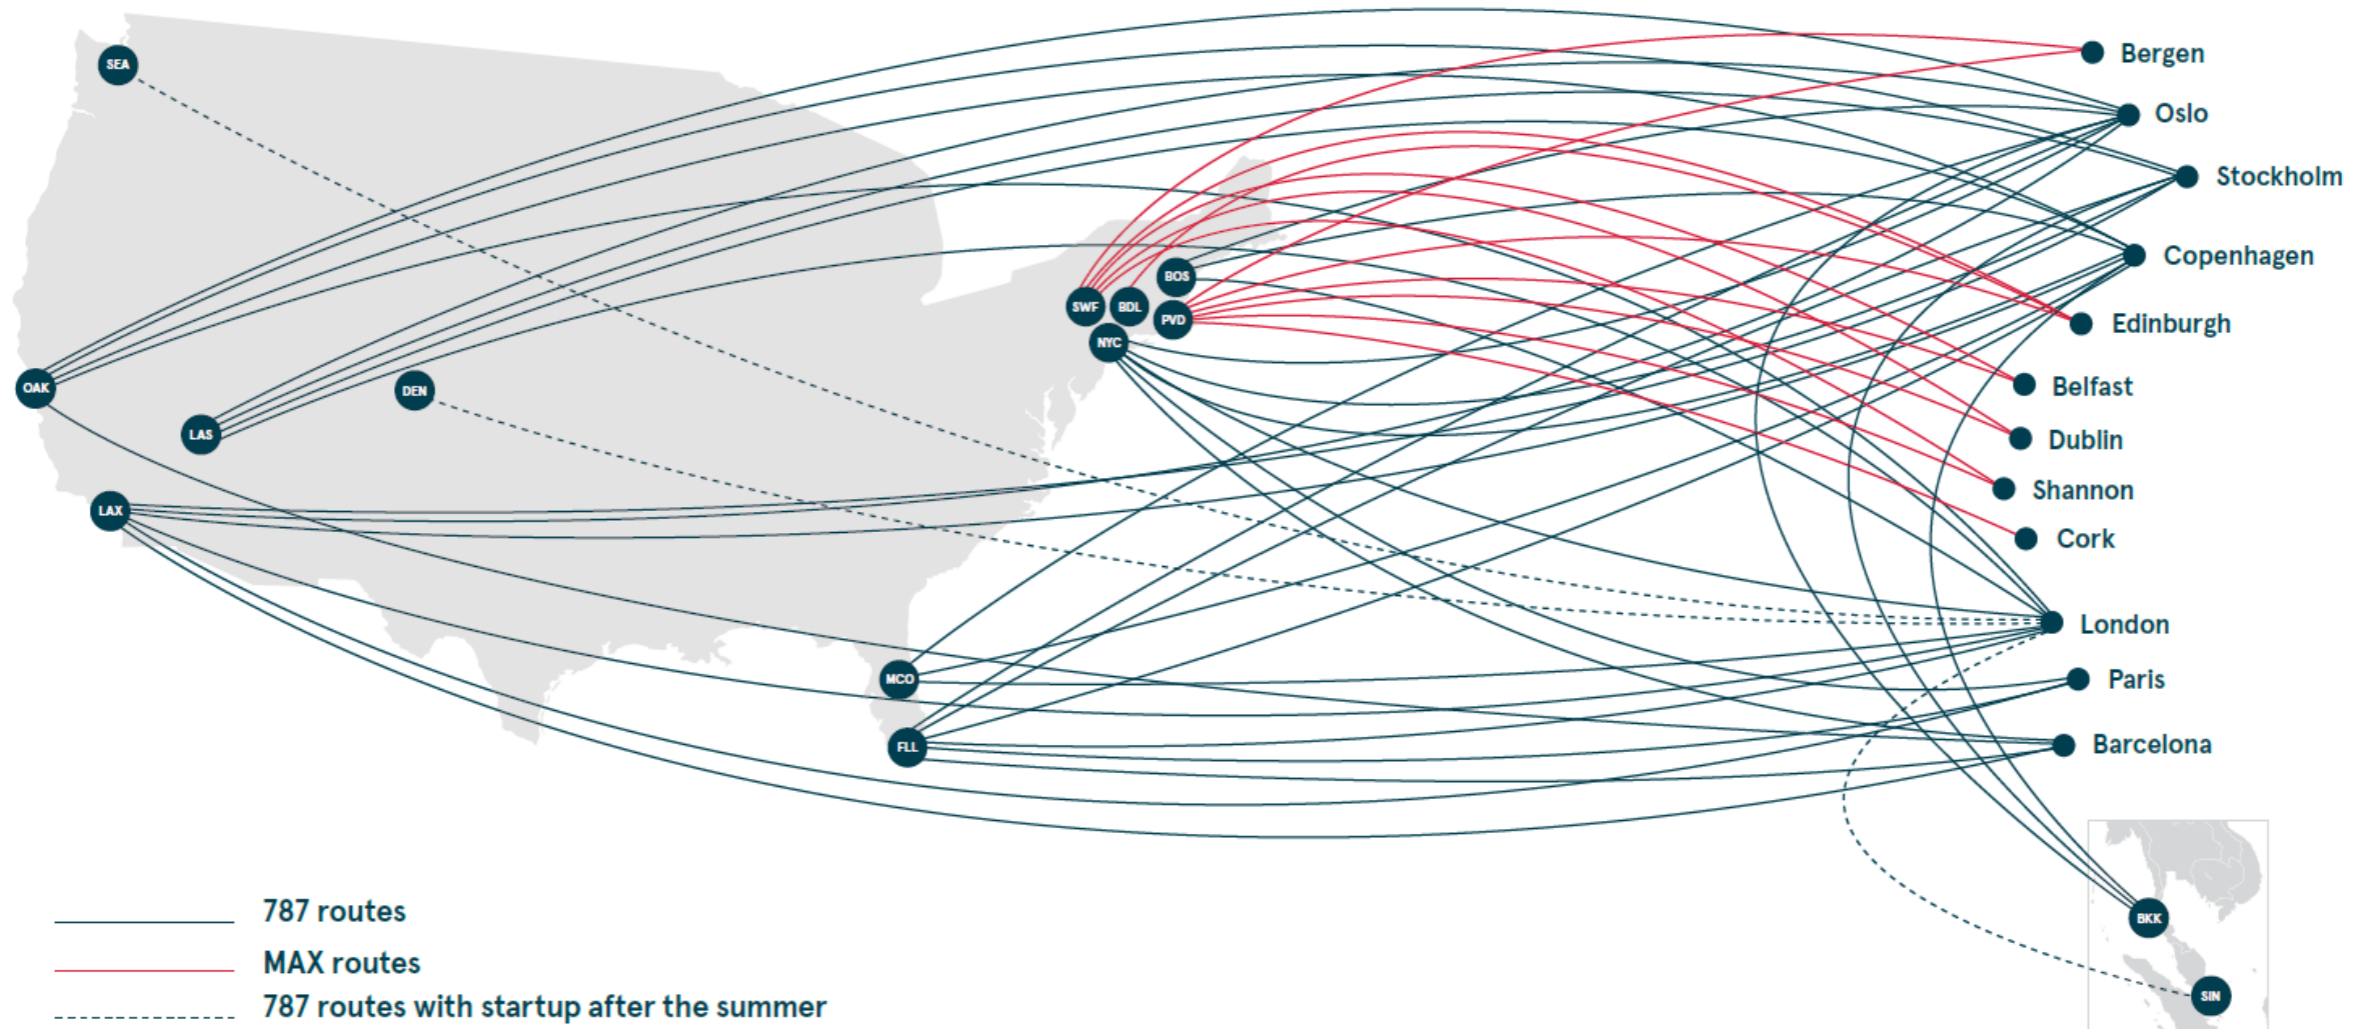 SEA
Bergen
Oslo
Stockholm
Copenhagen
BOS
SWF
BDL
PVD
Edinburgh
NYC
OAK
DEN
Belfast
LAS
Dublin
Shannon
LAX
Cork
London
MCO
Paris
FLL
Barcelona
787 routes
BKK
MAX routes
SIN
787 routes with startup after the summer